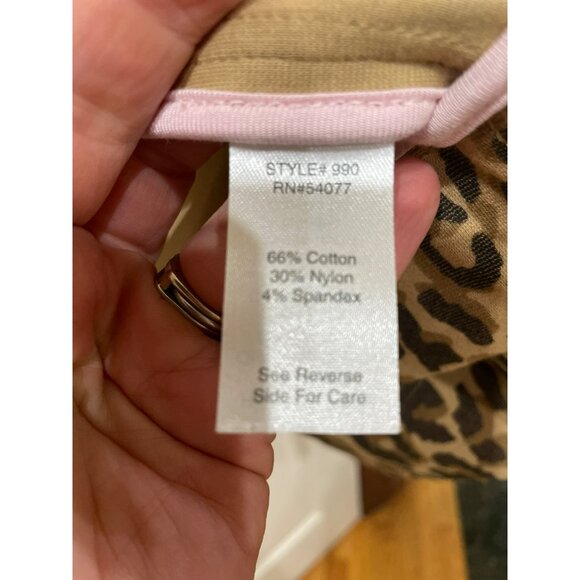 STYLE# 990
RN#54077
66% Cotton
30% Nylon
4% Spandex
See Reverse
Side For Care